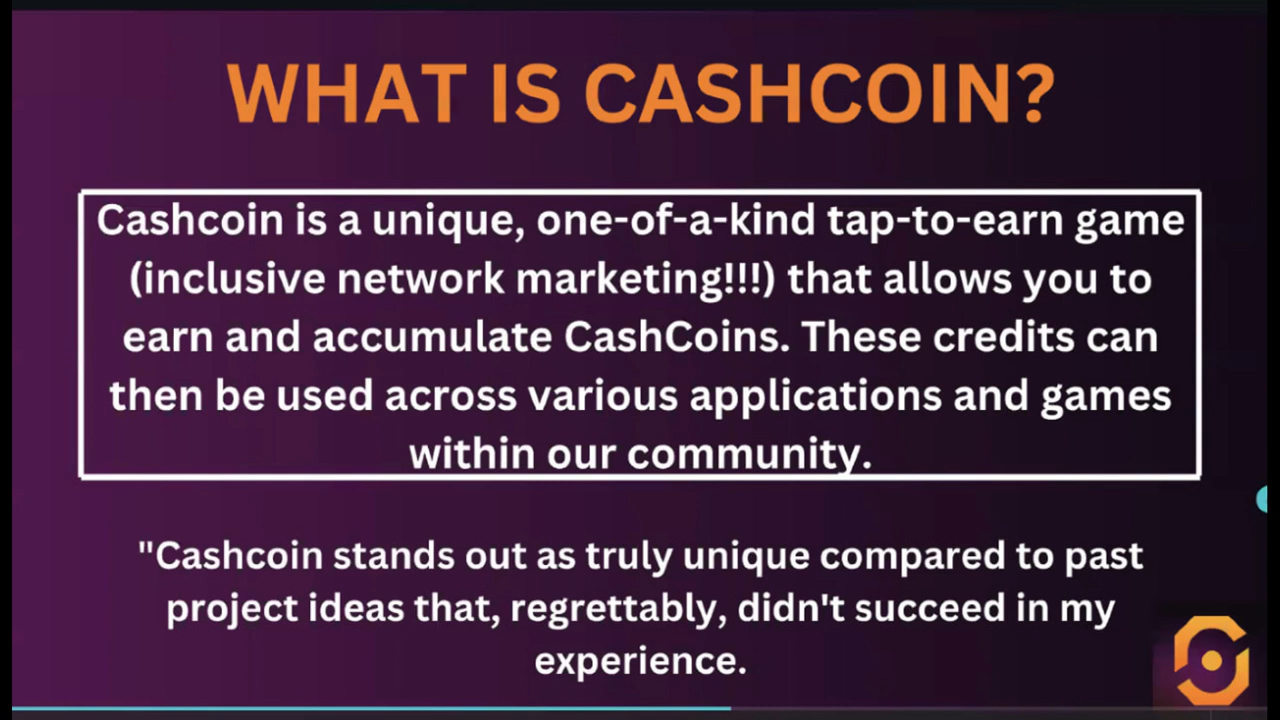 WHAT IS CASHCOIN?
Cashcoin is a unique, one-of-a-kind tap-to-earn game
(inclusive network marketing!!!) that allows you to
earn and accumulate CashCoins. These credits can
then be used across various applications and games
within our community.
"Cashcoin stands out as truly unique compared to past
project ideas that, regrettably, didn't succeed in my
experience.